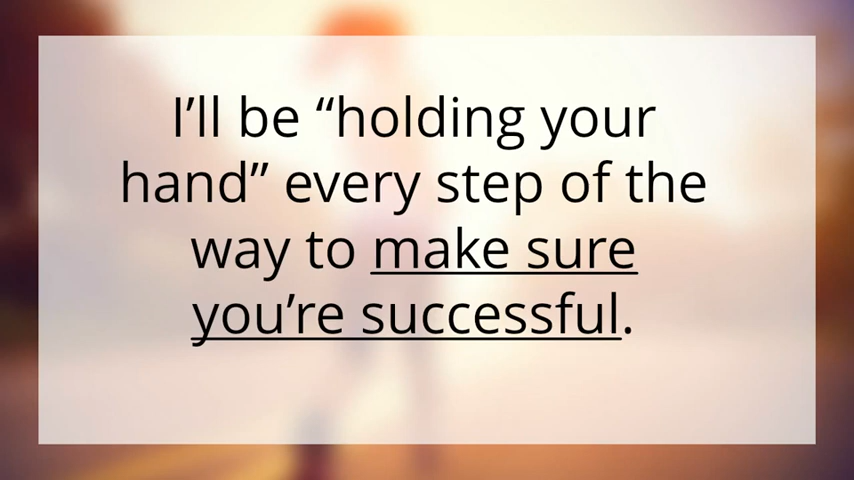 I’ll be “holding your
hand” every step of the
way to make sure
you’re successful.